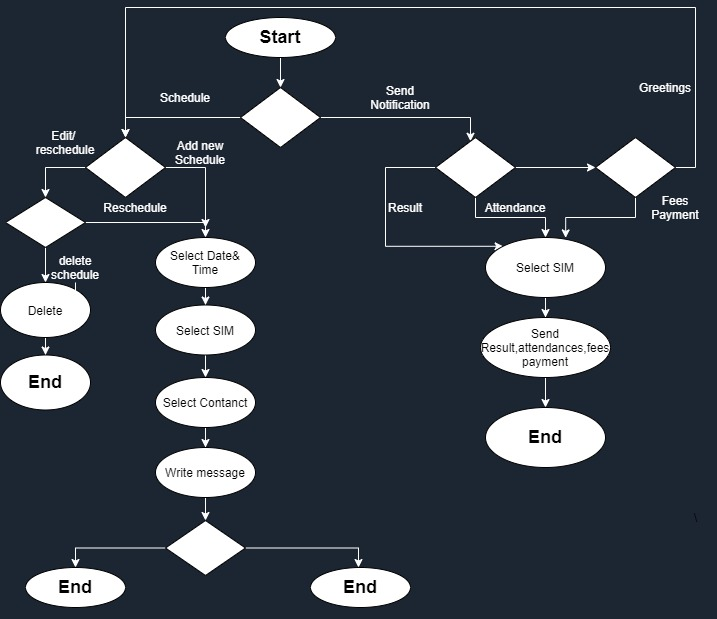 Start
Greetings
Schedule
Send
Notification
Edit/
reschedule
Add new
Schedule
Reschedule
Result
Attendance
Fees
Payment
Select Date&
Time
delete
schedule
Select SIM
Delete
Select SIM
Send
Result,attendances,fees
payment
End
Select Contanct
End
Write message
\
End
End